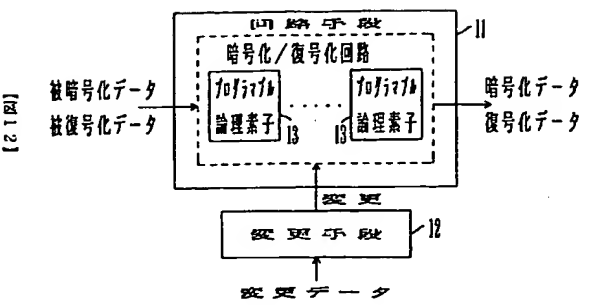 【図12】
回路手段
11
暗号化/復号化回路
被暗号化データ
被復号化データ
プログラマブル
論理素子
13
......
プログラマブル
論理素子
13
暗号化データ
復号化データ
変更
変更手段
12
変更データ